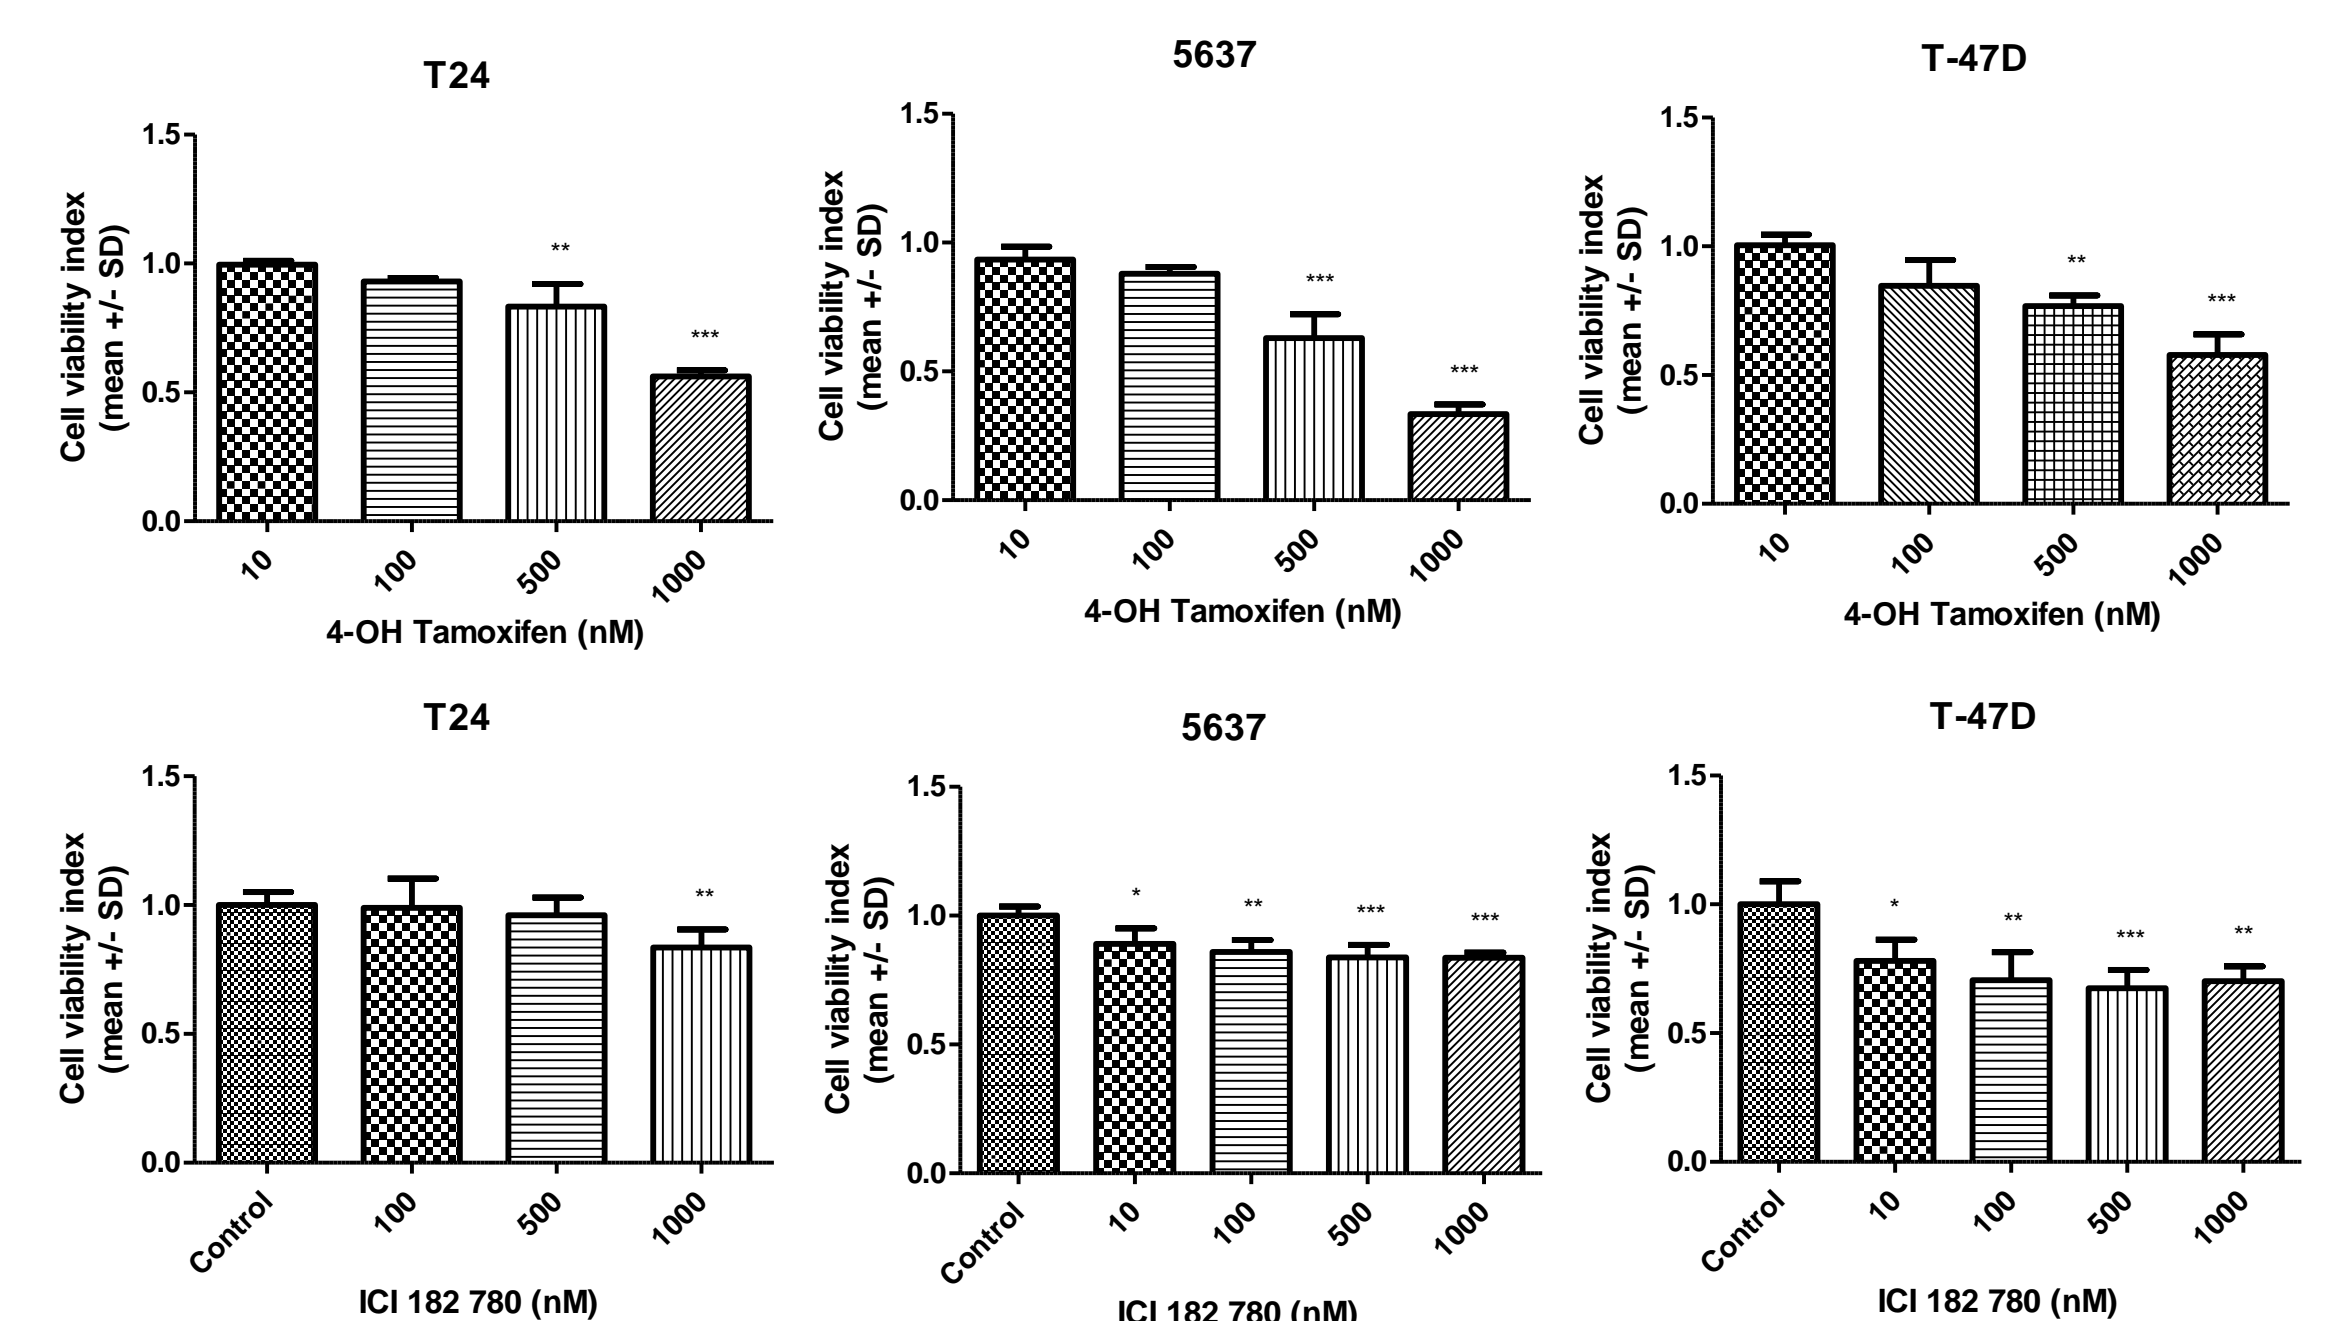 T24
Cell viability index
(mean +/- SD)
1.5
1.0
0.5
0.0
**
***
10
100
500
1000
4-OH Tamoxifen (nM)
5637
Cell viability index
(mean +/- SD)
1.5
1.0
0.5
0.0
***
***
10
100
500
1000
4-OH Tamoxifen (nM)
T-47D
Cell viability index
(mean +/- SD)
1.5
1.0
0.5
0.0
**
***
10
100
500
1000
4-OH Tamoxifen (nM)
T24
Cell viability index
(mean +/- SD)
1.5
1.0
0.5
0.0
**
Control
100
500
1000
ICI 182 780 (nM)
5637
Cell viability index
(mean +/- SD)
1.5
1.0
0.5
0.0
*
**
***
***
Control
10
100
500
1000
ICI 182 780 (nM)
T-47D
Cell viability index
(mean +/- SD)
1.5
1.0
0.5
0.0
*
**
***
**
Control
10
100
500
1000
ICI 182 780 (nM)